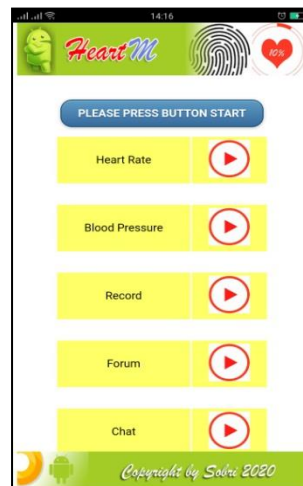 14:16
HeartM
10%
PLEASE PRESS BUTTON START
Heart Rate
Blood Pressure
Record
Forum
Chat
Copyright by Sobri 2020